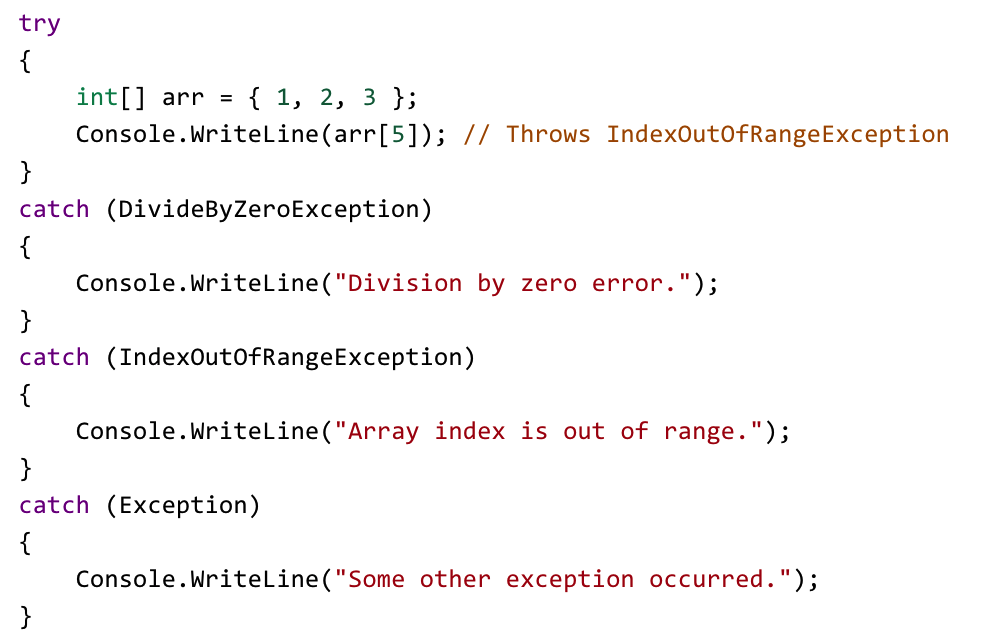 try
{
    int[] arr = { 1, 2, 3 };
    Console.WriteLine(arr[5]); // Throws IndexOutOfRangeException
}
catch (DivideByZeroException)
{
    Console.WriteLine("Division by zero error.");
}
catch (IndexOutOfRangeException)
{
    Console.WriteLine("Array index is out of range.");
}
catch (Exception)
{
    Console.WriteLine("Some other exception occurred.");
}